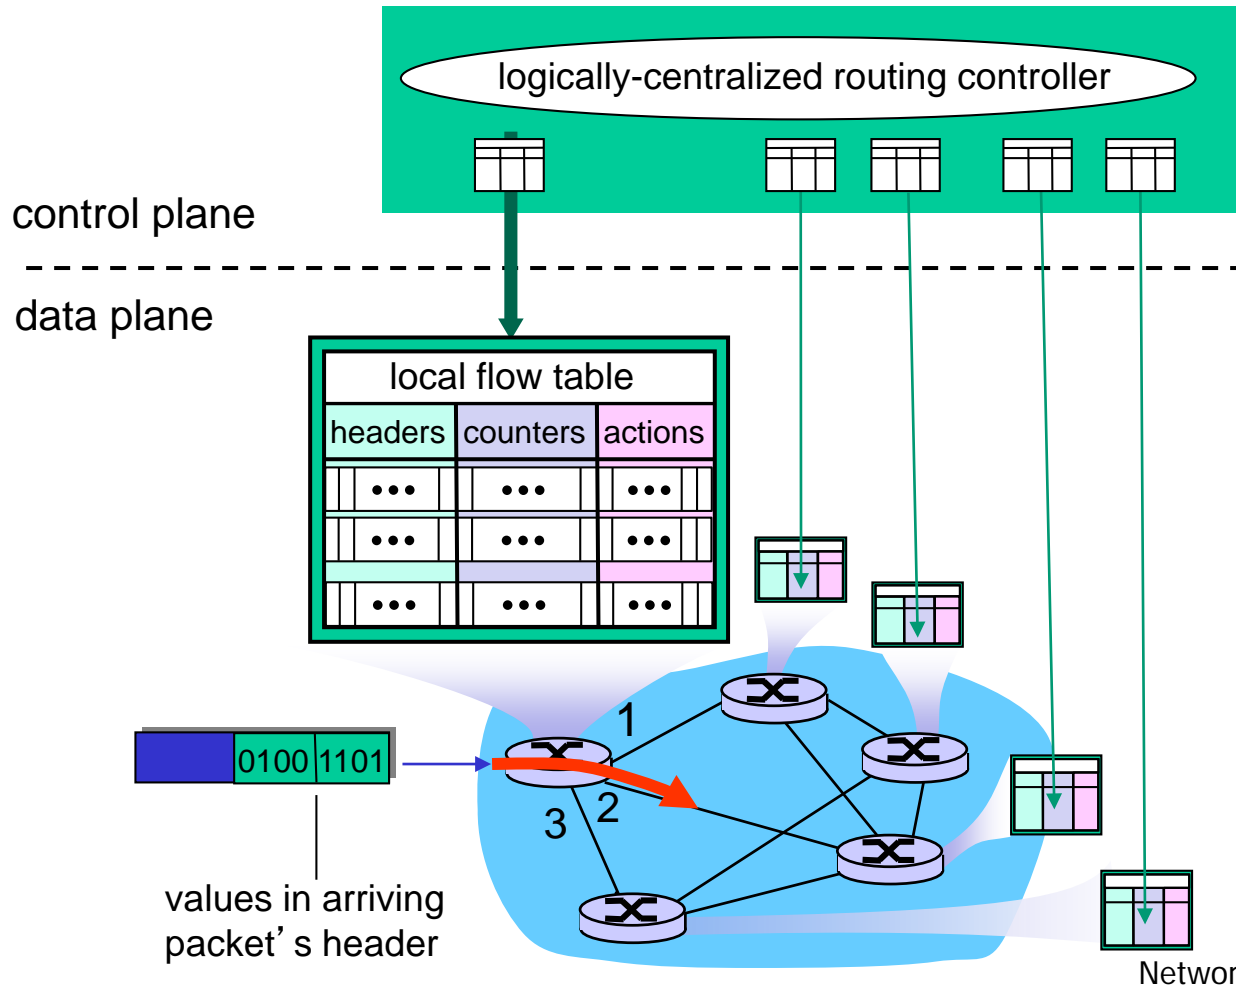 logically-centralized routing controller
control plane
data plane
local flow table
headers counters actions
1
0100 1101
2
3
values in arriving
packet’s header
Networ